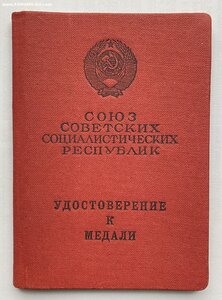 СОЮЗ
СОВЕТСКИХ
СОЦИАЛИСТИЧЕСКИХ
РЕСПУБЛИК
УДОСТОВЕРЕНИЕ
К
МЕДАЛИ